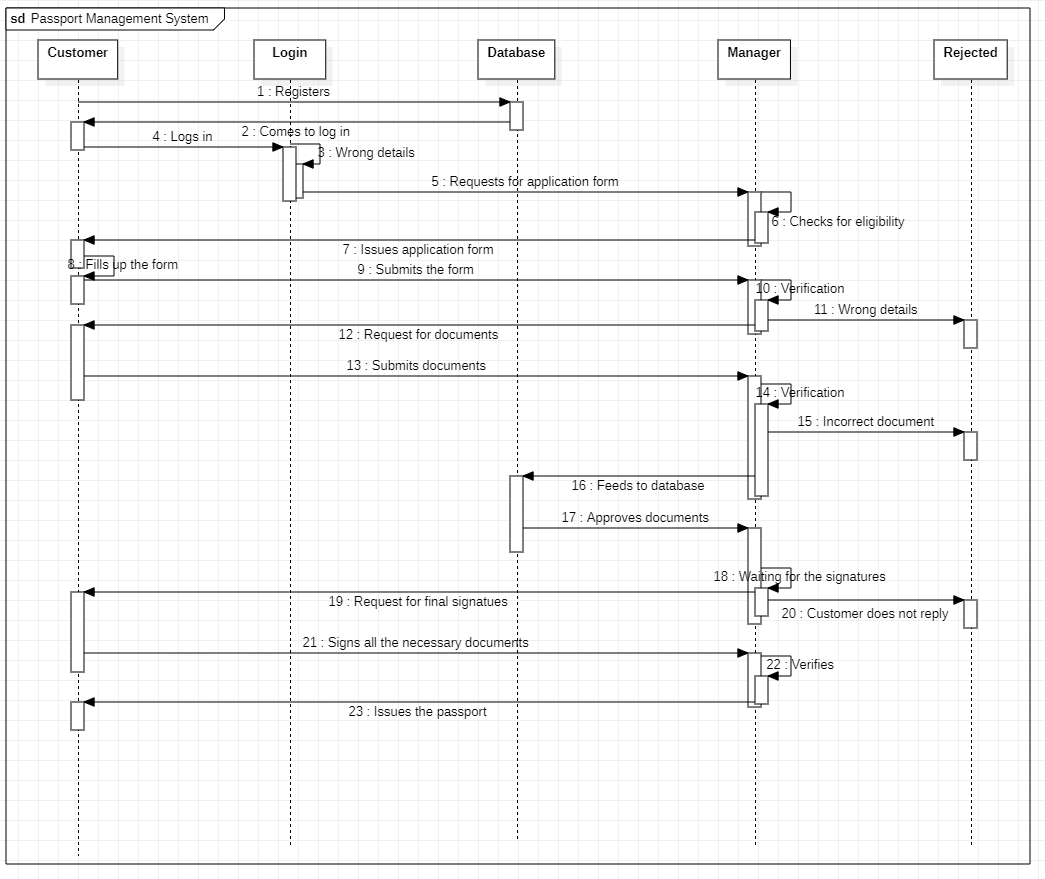 sd Passport Management System
Customer
Login
Database
Manager
Rejected
1 : Registers
2 : Comes to log in
4 : Logs in
3 : Wrong details
5 : Requests for application form
6 : Checks for eligibility
7 : Issues application form
8 : Fills up the form
9 : Submits the form
10 : Verification
11 : Wrong details
12 : Request for documents
13 : Submits documents
14 : Verification
15 : Incorrect document
16 : Feeds to database
17 : Approves documents
18 : Waiting for the signatures
19 : Request for final signatues
20 : Customer does not reply
21 : Signs all the necessary documents
22 : Verifies
23 : Issues the passport